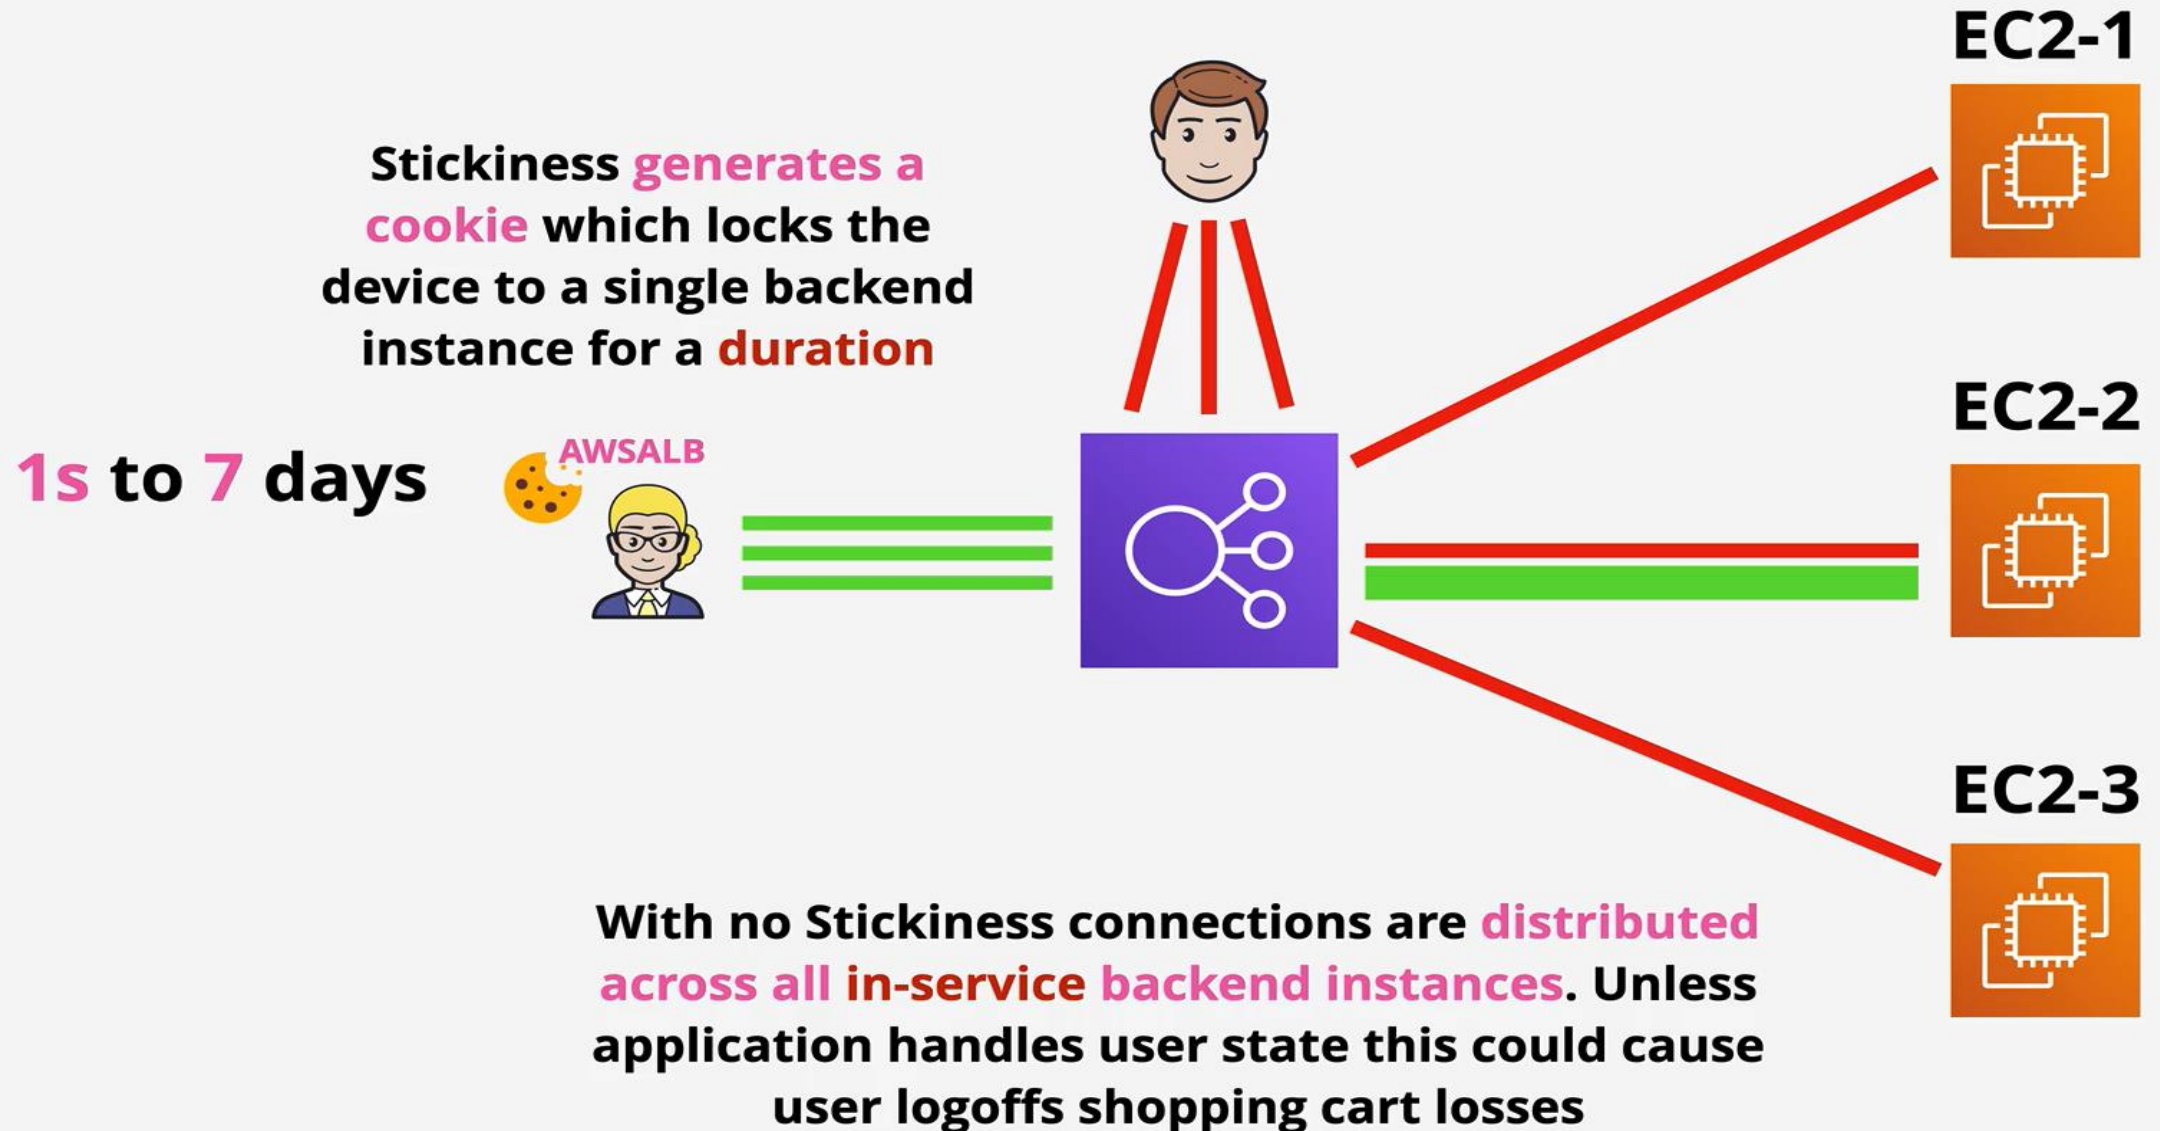 EC2-1
Stickiness generates a
cookie which locks the
device to a single backend
instance for a duration
EC2-2
AWSALB
1s to 7 days
EC2-3
With no Stickiness connections are distributed
across all in-service backend instances. Unless
application handles user state this could cause
user logoffs shopping cart losses